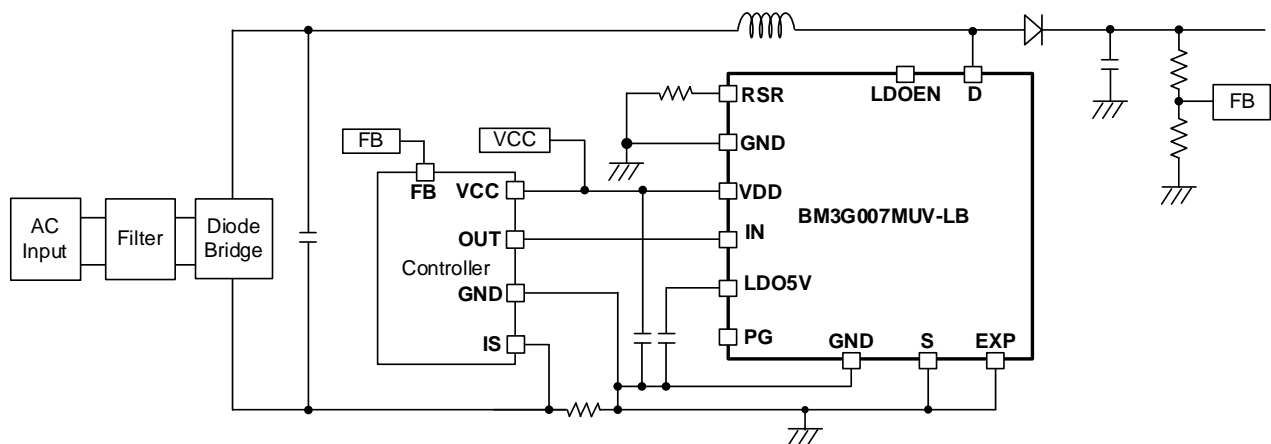 LDOEN
D
RSR
FB
GND
FB
VCC
FB
VCC
VDD
BM3G007MUV-LB
AC
Input
Filter
Diode
Bridge
OUT
IN
Controller
GND
LDO5V
IS
PG
GND
S
EXP